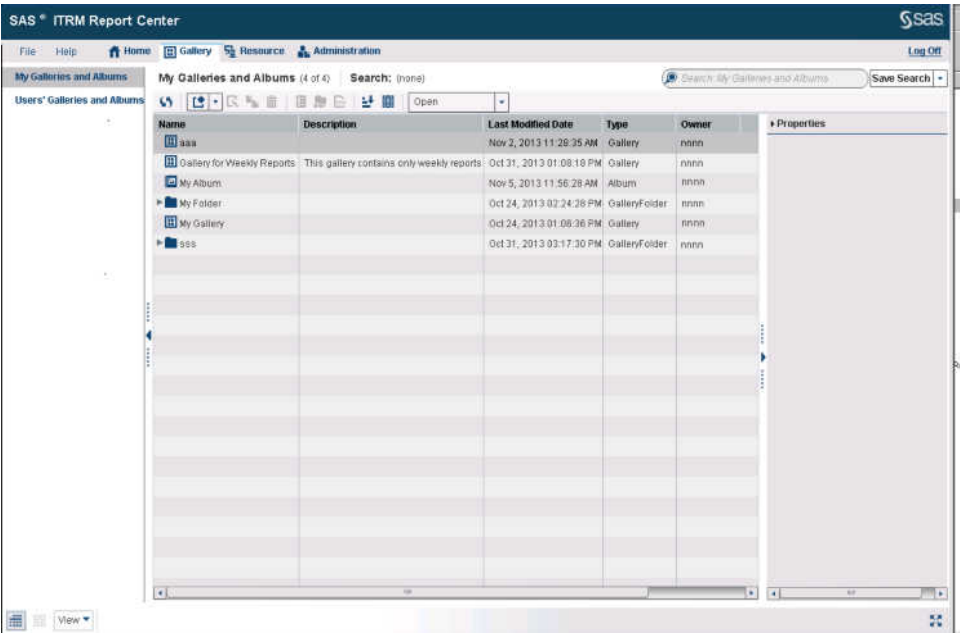 SAS ® ITRM Report Center
sas
File Help Home Gallery Resource Administration Log Off
My Galleries and Albums
Users' Galleries and Albums
My Galleries and Albums (4 of 4) Search: (none) Search: My Galleries and Albums Save Search
Open
Name Description Last Modified Date Type Owner
aaa Nov 2, 2013 11:28:35 AM Gallery nnnn
Gallery for Weekly Reports This gallery contains only weekly reports Oct 31, 2013 01:08:18 PM Gallery nnnn
My Album Nov 5, 2013 11:56:28 AM Album nnnn
My Folder Oct 24, 2013 02:24:28 PM GalleryFolder nnnn
My Gallery Oct 24, 2013 01:06:36 PM Gallery nnnn
sss Oct 31, 2013 03:17:30 PM GalleryFolder nnnn
Properties
View